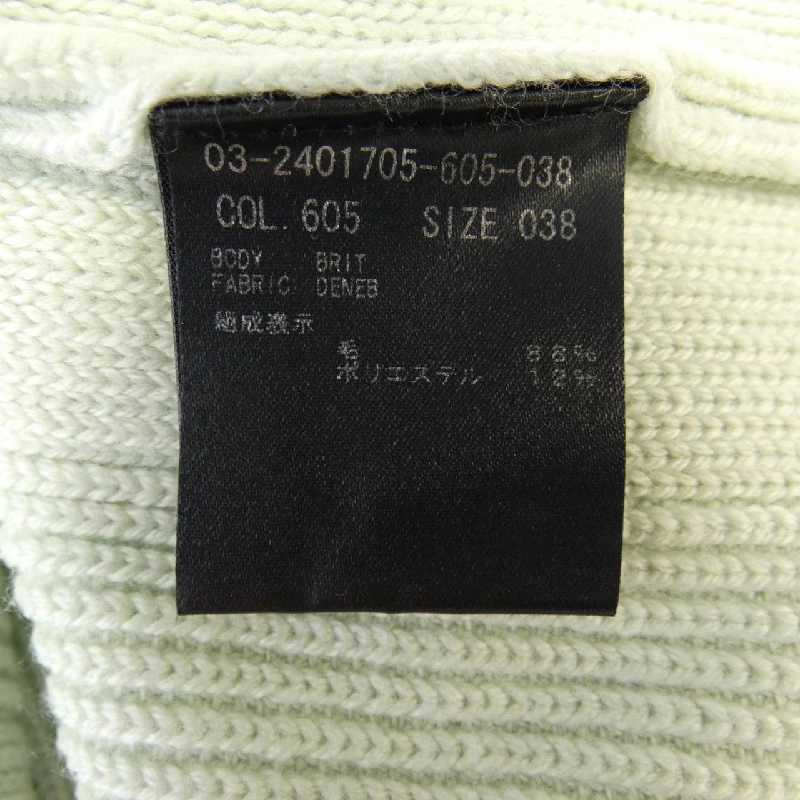 03-2401705-605-038
COL. 605 SIZE 038
BODY BRIT
FABRIC DENEB
組成表示
毛 88%
ポリエステル 12%